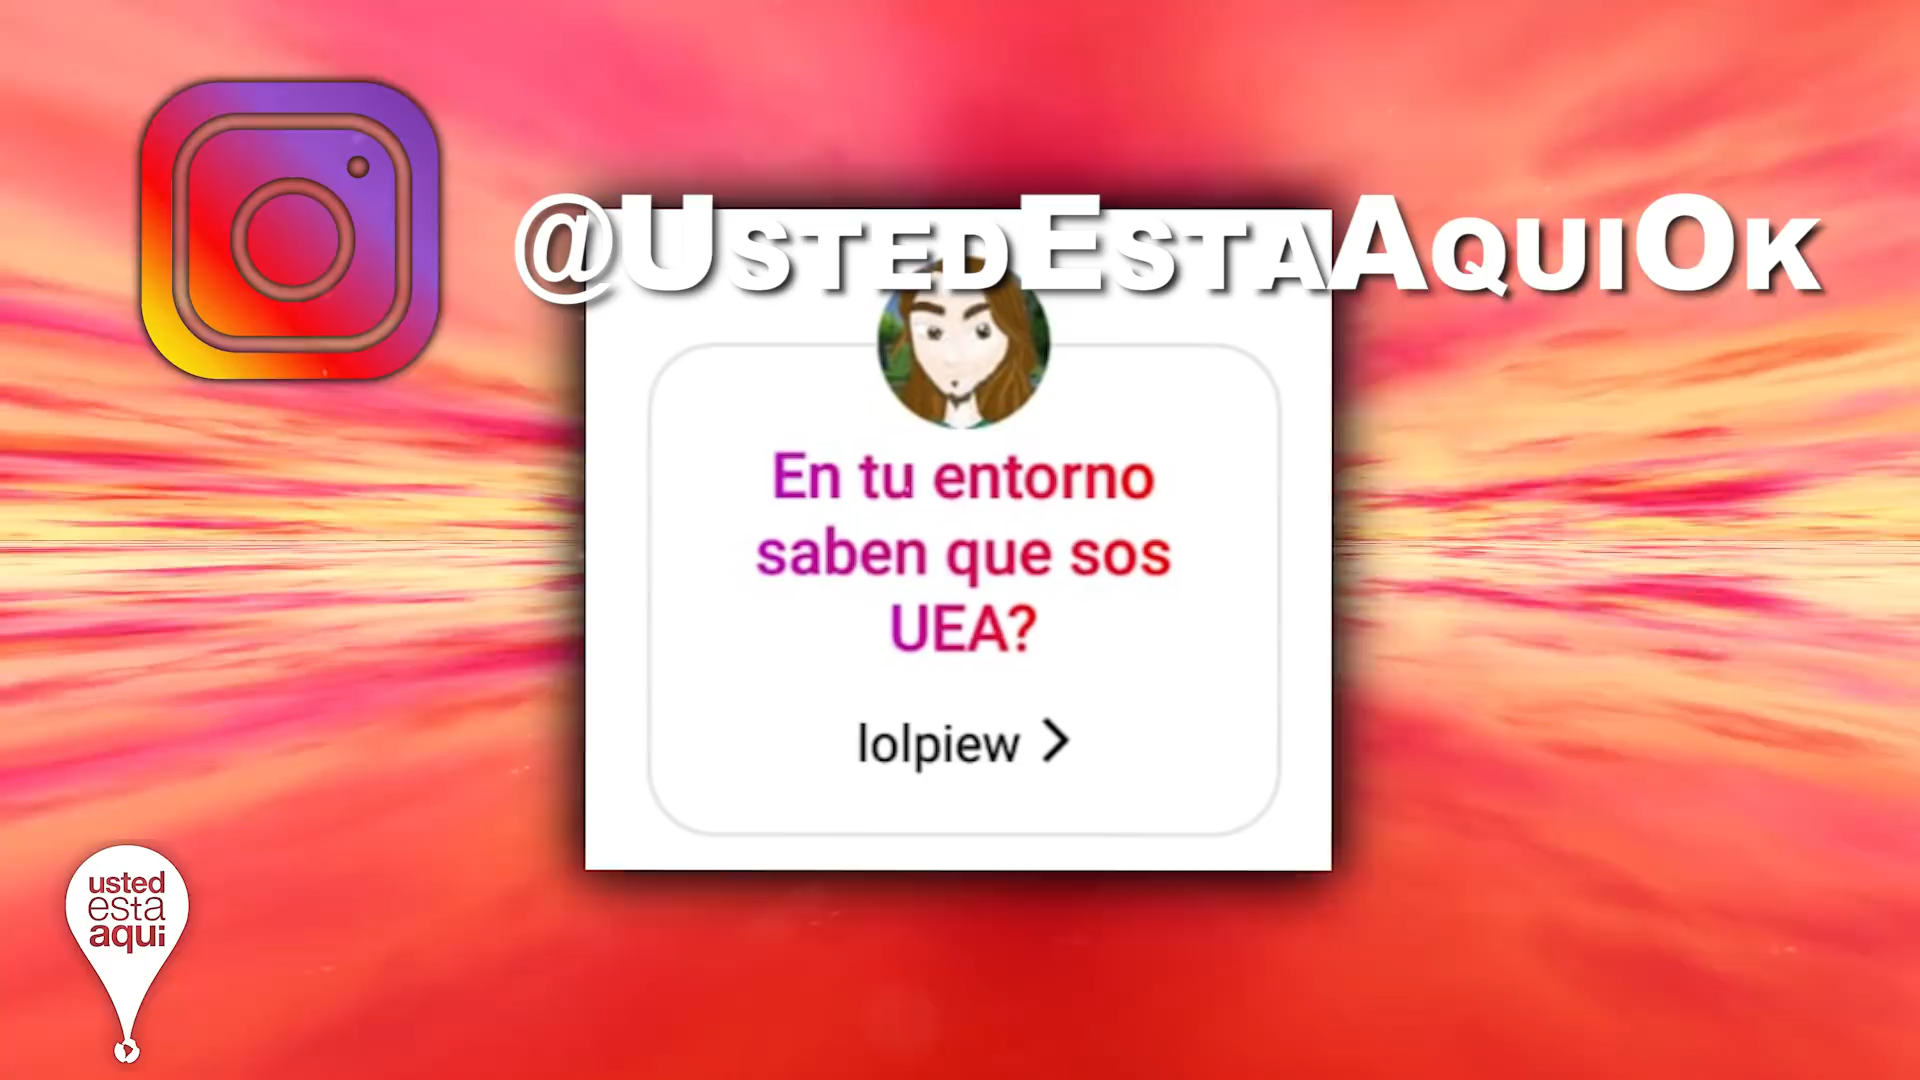 @UstedEstaAquiOk
En tu entorno
saben que sos
UEA?
lolpiew >
usted
esta
aqui